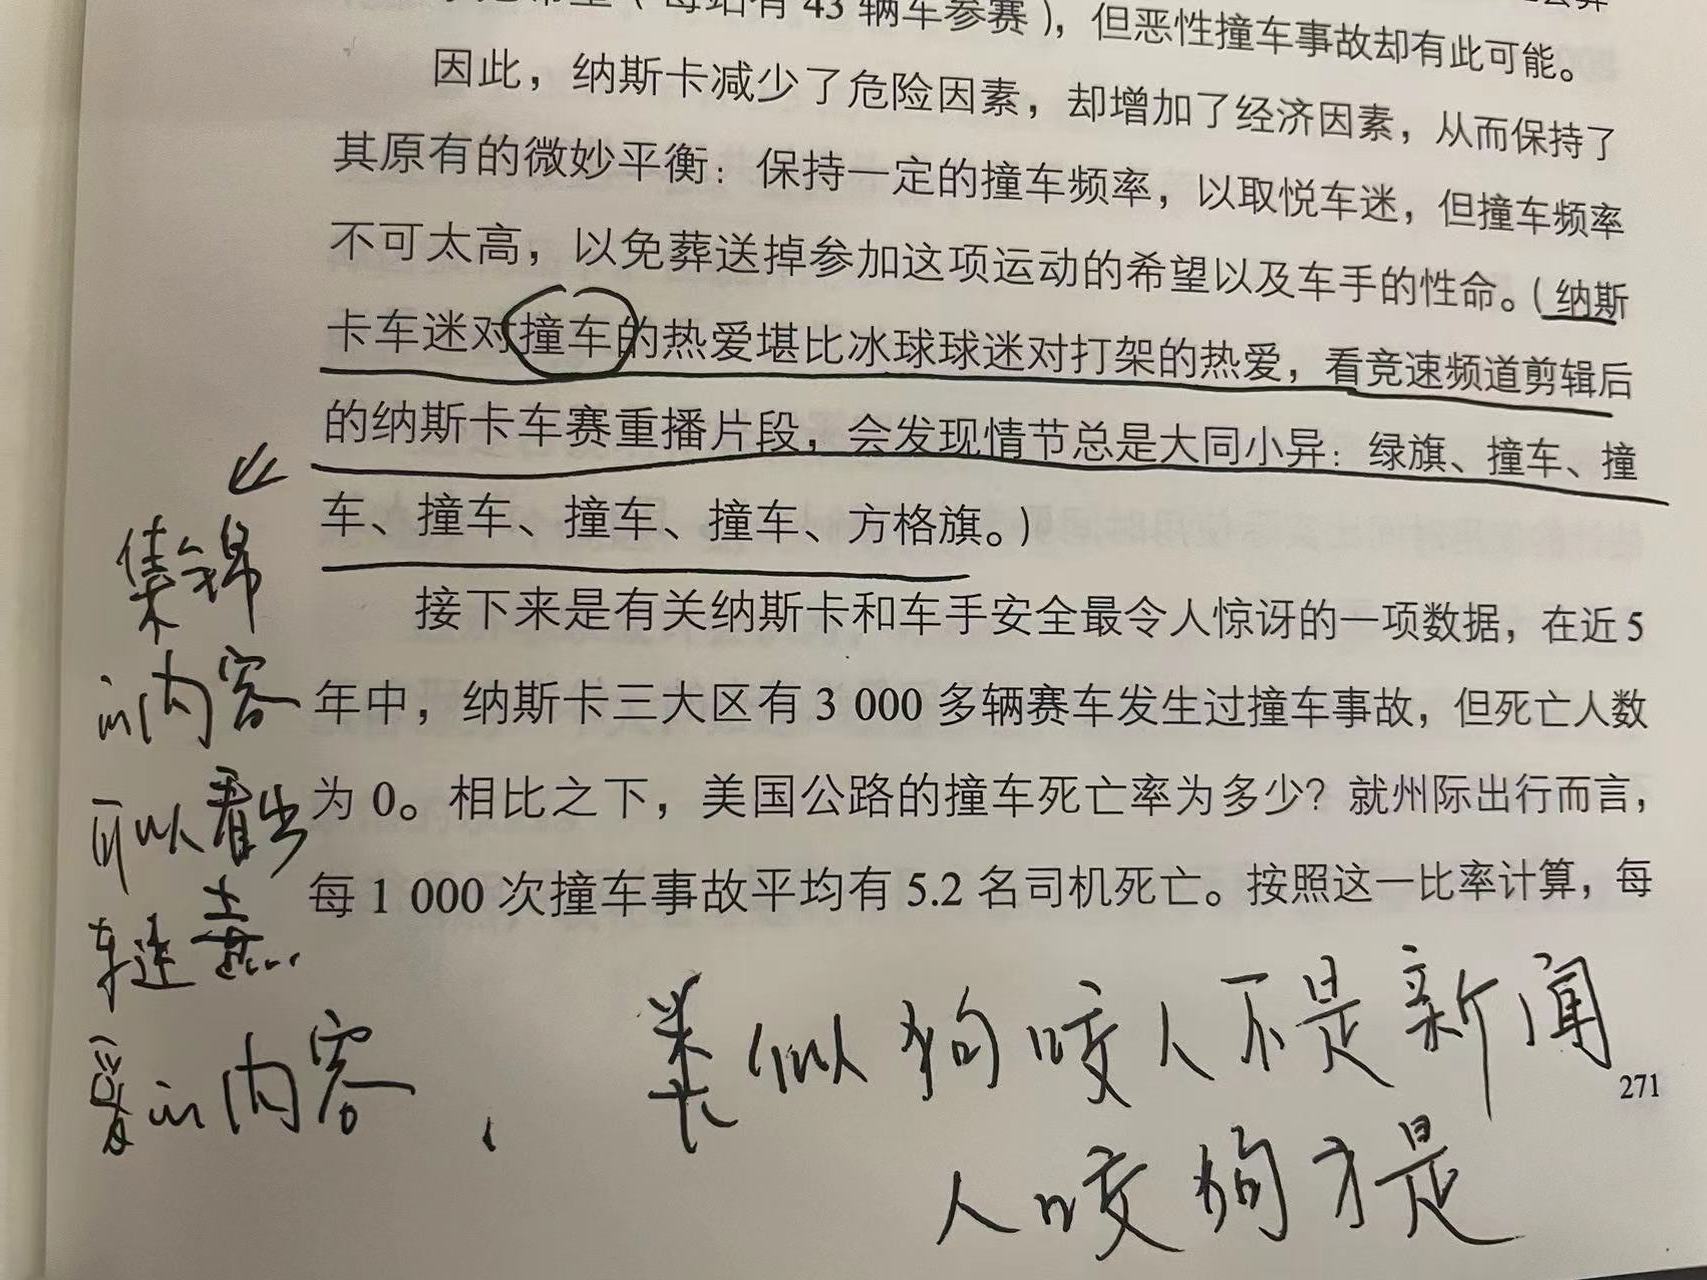 希望（每站有 43 辆车参赛），但恶性撞车事故却有此可能。
因此，纳斯卡减少了危险因素，却增加了经济因素，从而保持了
其原有的微妙平衡：保持一定的撞车频率，以取悦车迷，但撞车频率
不可太高，以免葬送掉参加这项运动的希望以及车手的性命。（纳斯
卡车迷对撞车的热爱堪比冰球球迷对打架的热爱，看竞速频道剪辑后
的纳斯卡车赛重播片段，会发现情节总是大同小异：绿旗、撞车、撞
车、撞车、撞车、撞车、方格旗。）
接下来是有关纳斯卡和车手安全最令人惊讶的一项数据，在近 5
年中，纳斯卡三大区有 3 000 多辆赛车发生过撞车事故，但死亡人数
为 0。相比之下，美国公路的撞车死亡率为多少？就州际出行而言，
每 1 000 次撞车事故平均有 5.2 名司机死亡。按照这一比率计算，每
集锦
的内容
可以看出
车迷喜
爱的内容，
类似狗咬人不是新闻
人咬狗才是
271